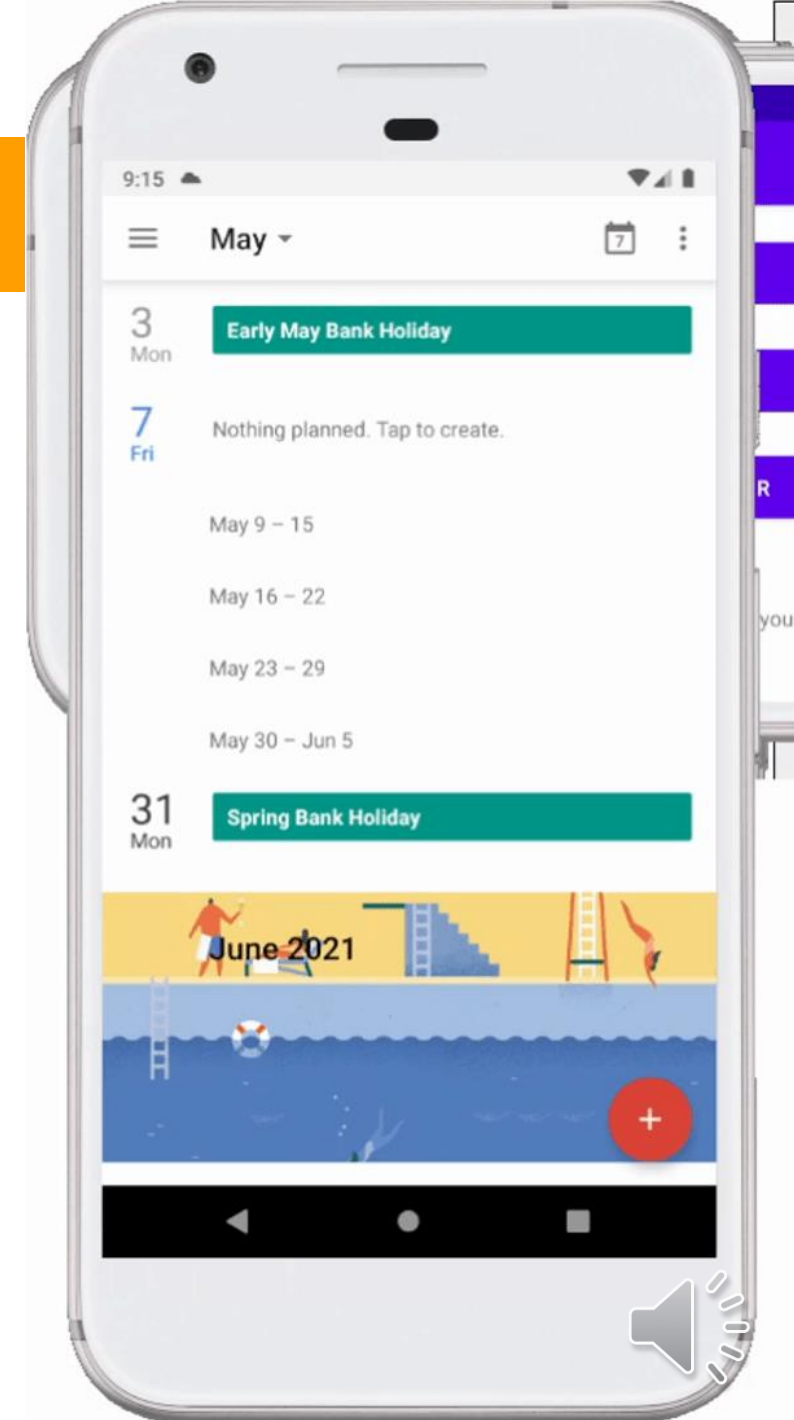 9:15
May
7
3
Mon
Early May Bank Holiday
7
Fri
Nothing planned. Tap to create.
May 9 – 15
May 16 – 22
May 23 – 29
May 30 – Jun 5
31
Mon
Spring Bank Holiday
June 2021
+
R
you